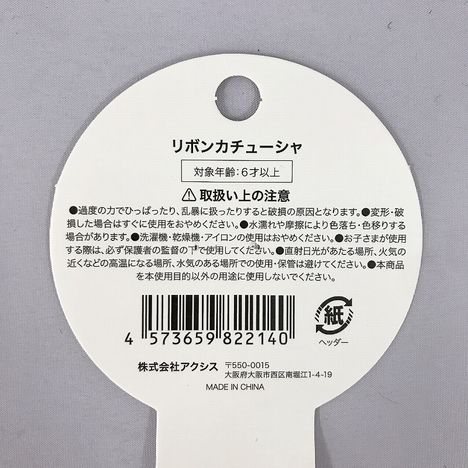 リボンカチューシャ
対象年齢:6才以上
⚠取扱い上の注意
●過度の力でひっぱったり、乱暴に扱ったりすると破損の原因となります。●変形・破
損した場合はすぐに使用をおやめください。●水濡れや摩擦により色落ち・色移りする
場合があります。●洗濯機・乾燥機・アイロンの使用はおやめください。●お子さまが使用
する際は、必ず保護者の監督の下で使用してください。●直射日光があたる場所、火気の
近くなどの高温になる場所、水気のある場所での使用・保管は避けてください。●本商品
を本使用目的以外の用途に使用しないでください。
4 573659 822140
紙
ヘッダー
株式会社アクシス 〒550-0015
大阪府大阪市西区南堀江1-4-19
MADE IN CHINA